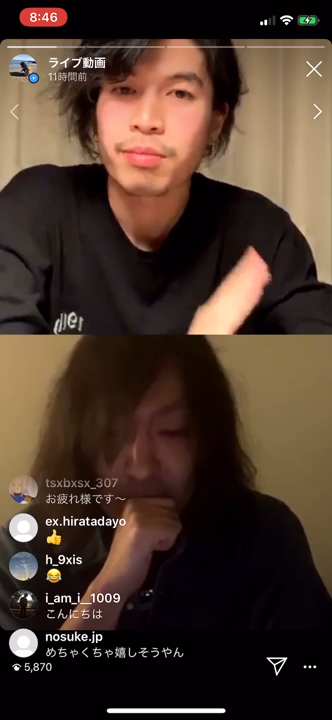 8:46
ライブ動画
11時間前
tsxbxsx_307
お疲れ様です〜
ex.hiratadayo
👍
h_9xis
😂
i_am_i_1009
こんにちは
nosuke.jp
めちゃくちゃ嬉しそうやん
5,870